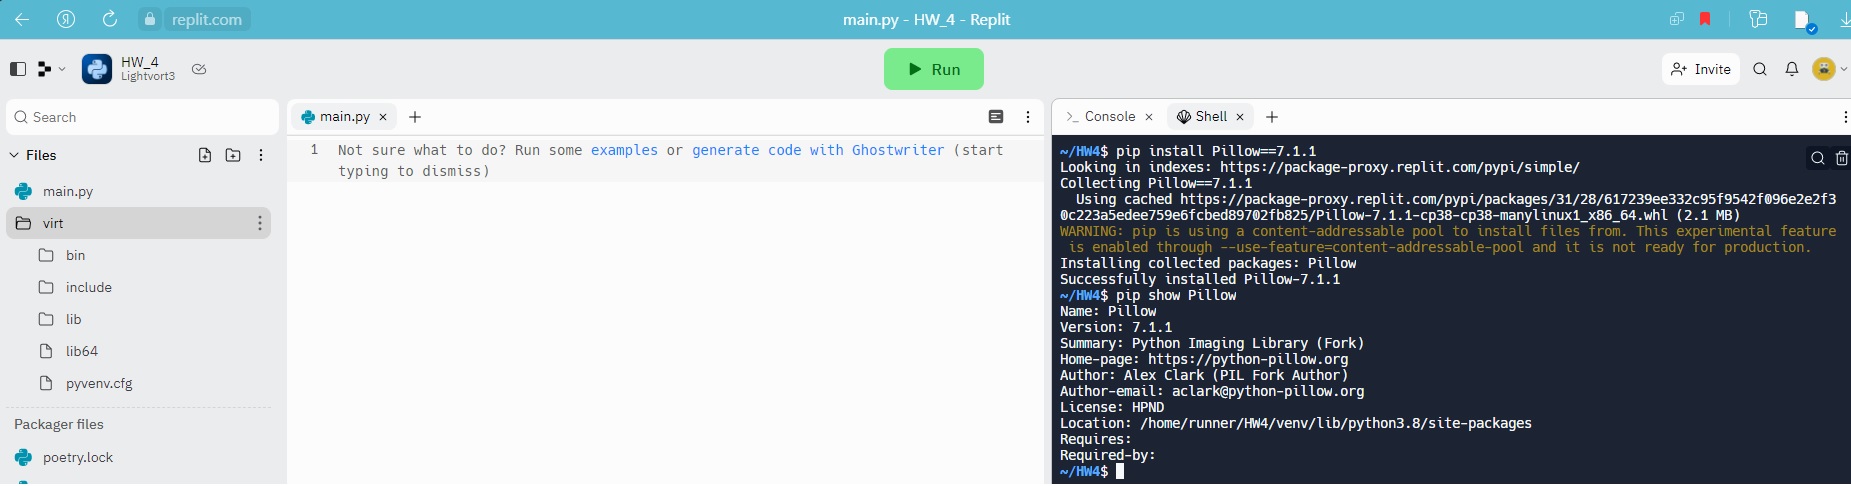 replit.com
main.py - HW_4 - Replit
HW_4
Lightvort3
Run
Invite
Search
Files
main.py
virt
bin
include
lib
lib64
pyvenv.cfg
Packager files
poetry.lock
main.py
1 Not sure what to do? Run some examples or generate code with Ghostwriter (start
typing to dismiss)
Console
Shell
~/HW4$ pip install Pillow==7.1.1
Looking in indexes: https://package-proxy.replit.com/pypi/simple/
Collecting Pillow==7.1.1
Using cached https://package-proxy.replit.com/pypi/packages/31/28/617239ee332c95f9542f096e2e2f3
0c223a5edee759e6fcbed89702fb825/Pillow-7.1.1-cp38-cp38-manylinux1_x86_64.whl (2.1 MB)
WARNING: pip is using a content-addressable pool to install files from. This experimental feature
is enabled through --use-feature=content-addressable-pool and it is not ready for production.
Installing collected packages: Pillow
Successfully installed Pillow-7.1.1
~/HW4$ pip show Pillow
Name: Pillow
Version: 7.1.1
Summary: Python Imaging Library (Fork)
Home-page: https://python-pillow.org
Author: Alex Clark (PIL Fork Author)
Author-email: aclark@python-pillow.org
License: HPND
Location: /home/runner/HW4/venv/lib/python3.8/site-packages
Requires:
Required-by:
~/HW4$